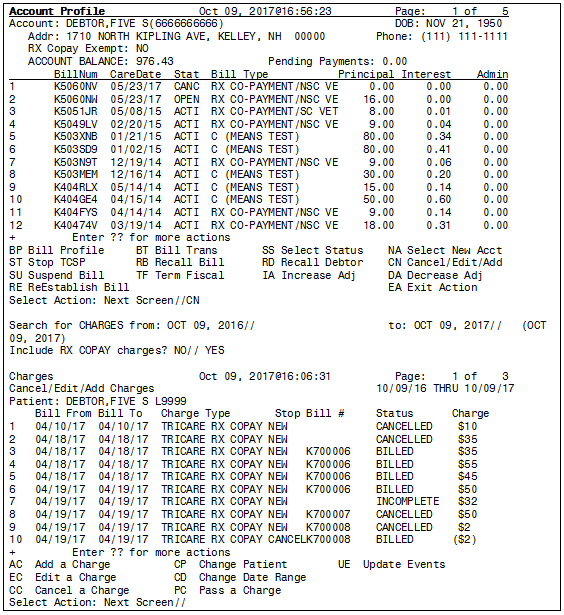 Account Profile Oct 09, 2017@16:56:23 Page: 1 of 5
Account: DEBTOR,FIVE S(6666666666) DOB: NOV 21, 1950
Addr: 1710 NORTH KIPLING AVE, KELLEY, NH 00000 Phone: (111) 111-1111
RX Copay Exempt: NO
ACCOUNT BALANCE: 976.43 Pending Payments: 0.00
BillNum CareDate Stat Bill Type Principal Interest Admin
1 K5060NV 05/23/17 CANC RX CO-PAYMENT/NSC VE 0.00 0.00 0.00
2 K5060NW 05/23/17 OPEN RX CO-PAYMENT/NSC VE 16.00 0.00 0.00
3 K5051JR 05/08/15 ACTI RX CO-PAYMENT/SC VET 8.00 0.01 0.00
4 K5049LV 02/20/15 ACTI RX CO-PAYMENT/NSC VE 9.00 0.04 0.00
5 K503XNB 01/21/15 ACTI C (MEANS TEST) 80.00 0.34 0.00
6 K503SD9 01/02/15 ACTI C (MEANS TEST) 80.00 0.41 0.00
7 K503N9T 12/19/14 ACTI RX CO-PAYMENT/NSC VE 9.00 0.06 0.00
8 K503MEM 12/16/14 ACTI C (MEANS TEST) 30.00 0.20 0.00
9 K404RLX 05/14/14 ACTI C (MEANS TEST) 15.00 0.14 0.00
10 K404GE4 04/15/14 ACTI C (MEANS TEST) 50.00 0.60 0.00
11 K404FYS 04/14/14 ACTI RX CO-PAYMENT/NSC VE 9.00 0.14 0.00
12 K40474V 03/19/14 ACTI RX CO-PAYMENT/NSC VE 18.00 0.31 0.00
+ Enter ?? for more actions
BP Bill Profile BT Bill Trans SS Select Status NA Select New Acct
ST Stop TCSP RB Recall Bill RD Recall Debtor CN Cancel/Edit/Add
SU Suspend Bill TF Term Fiscal IA Increase Adj DA Decrease Adj
RE ReEstablish Bill EA Exit Action
Select Action: Next Screen//CN
Search for CHARGES from: OCT 09, 2016// to: OCT 09, 2017// (OCT
09, 2017)
Include RX COPAY charges? NO// YES
Charges Oct 09, 2017@16:06:31 Page: 1 of 3
Cancel/Edit/Add Charges 10/09/16 THRU 10/09/17
Patient: DEBTOR,FIVE S L9999
Bill From Bill To Charge Type Stop Bill # Status Charge
1 04/10/17 04/10/17 TRICARE RX COPAY NEW CANCELLED $10
2 04/18/17 04/18/17 TRICARE RX COPAY NEW CANCELLED $35
3 04/18/17 04/18/17 TRICARE RX COPAY NEW K700006 BILLED $35
4 04/18/17 04/18/17 TRICARE RX COPAY NEW K700006 BILLED $55
5 04/18/17 04/18/17 TRICARE RX COPAY NEW K700006 BILLED $45
6 04/19/17 04/19/17 TRICARE RX COPAY NEW K700006 BILLED $50
7 04/19/17 04/19/17 TRICARE RX COPAY NEW INCOMPLETE $32
8 04/19/17 04/19/17 TRICARE RX COPAY NEW K700007 CANCELLED $50
9 04/19/17 04/19/17 TRICARE RX COPAY NEW K700008 CANCELLED $2
10 04/19/17 04/19/17 TRICARE RX COPAY CANCELK700008 BILLED ($2)
+ Enter ?? for more actions
AC Add a Charge CP Change Patient UE Update Events
EC Edit a Charge CD Change Date Range
CC Cancel a Charge PC Pass a Charge
Select Action: Next Screen//